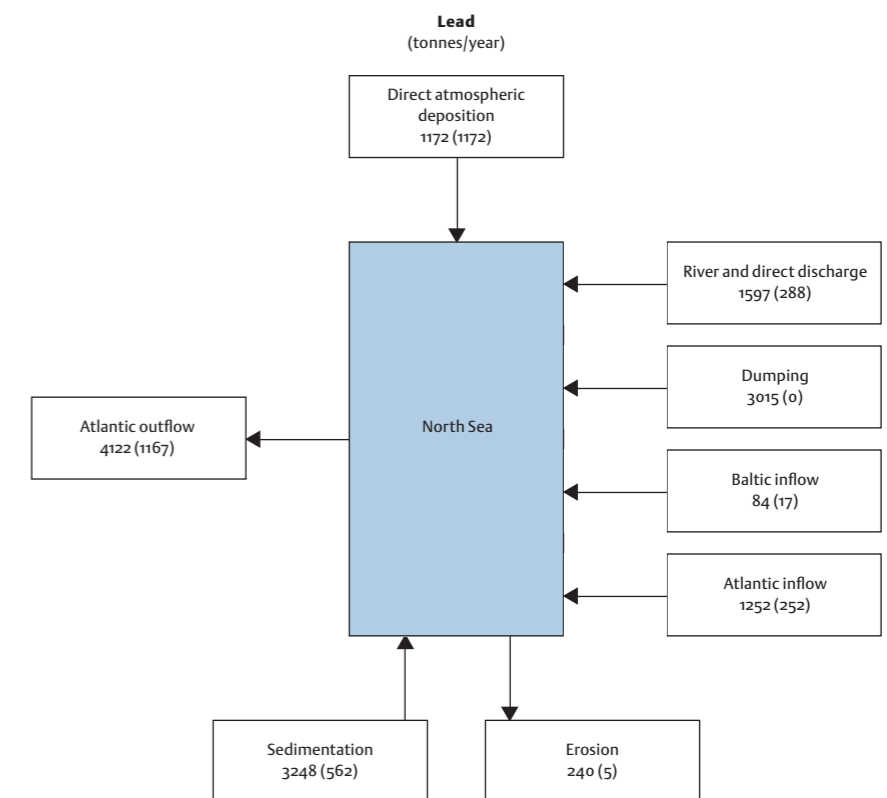 Lead
(tonnes/year)
Direct atmospheric
deposition
1172 (1172)
River and direct discharge
1597 (288)
Dumping
3015 (0)
North Sea
Atlantic outflow
4122 (1167)
Baltic inflow
84 (17)
Atlantic inflow
1252 (252)
Sedimentation
3248 (562)
Erosion
240 (5)